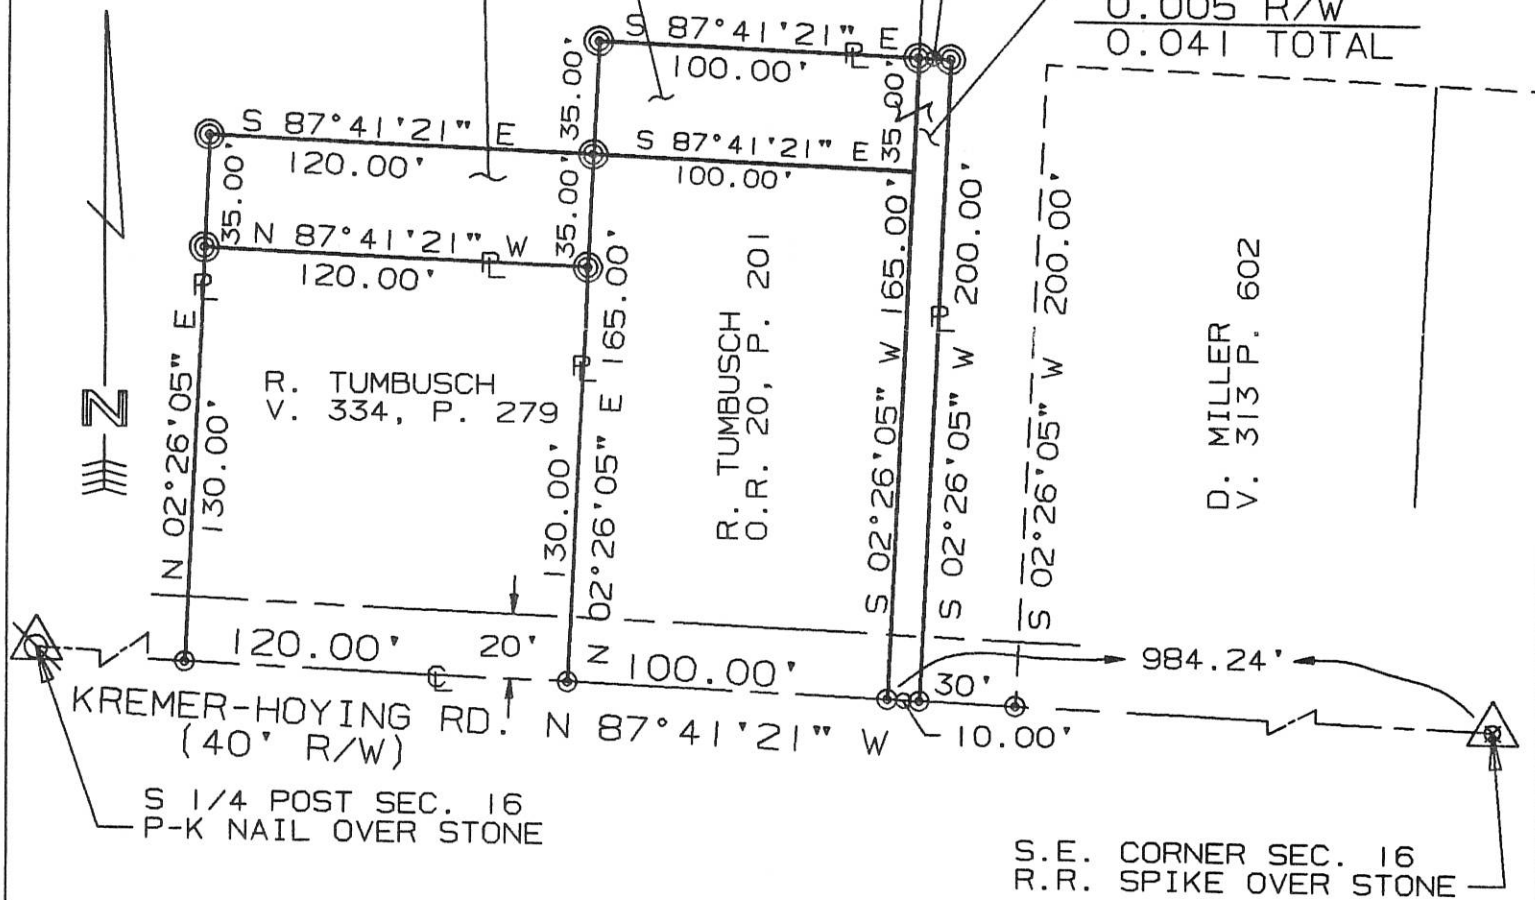 0.005 R/W
0.041 TOTAL
S 87°41'21" E
100.00'
35.00'
35.00'
S 87°41'21" E
120.00'
S 87°41'21" E
100.00'
35.00'
35.00'
N 87°41'21" W
120.00'
N 02°26'05" E
130.00'
R. TUMBUSCH
V. 334, P. 279
130.00'
N 02°26'05" E 165.00'
R. TUMBUSCH
O.R. 20, P. 201
S 02°26'05" W 165.00'
S 02°26'05" W 200.00'
S 02°26'05" W 200.00'
D. MILLER
V. 313 P. 602
N
120.00'
20'
100.00'
30'
984.24'
10.00'
KREMER-HOYING RD.
(40' R/W)
N 87°41'21" W
S 1/4 POST SEC. 16
P-K NAIL OVER STONE
S.E. CORNER SEC. 16
R.R. SPIKE OVER STONE